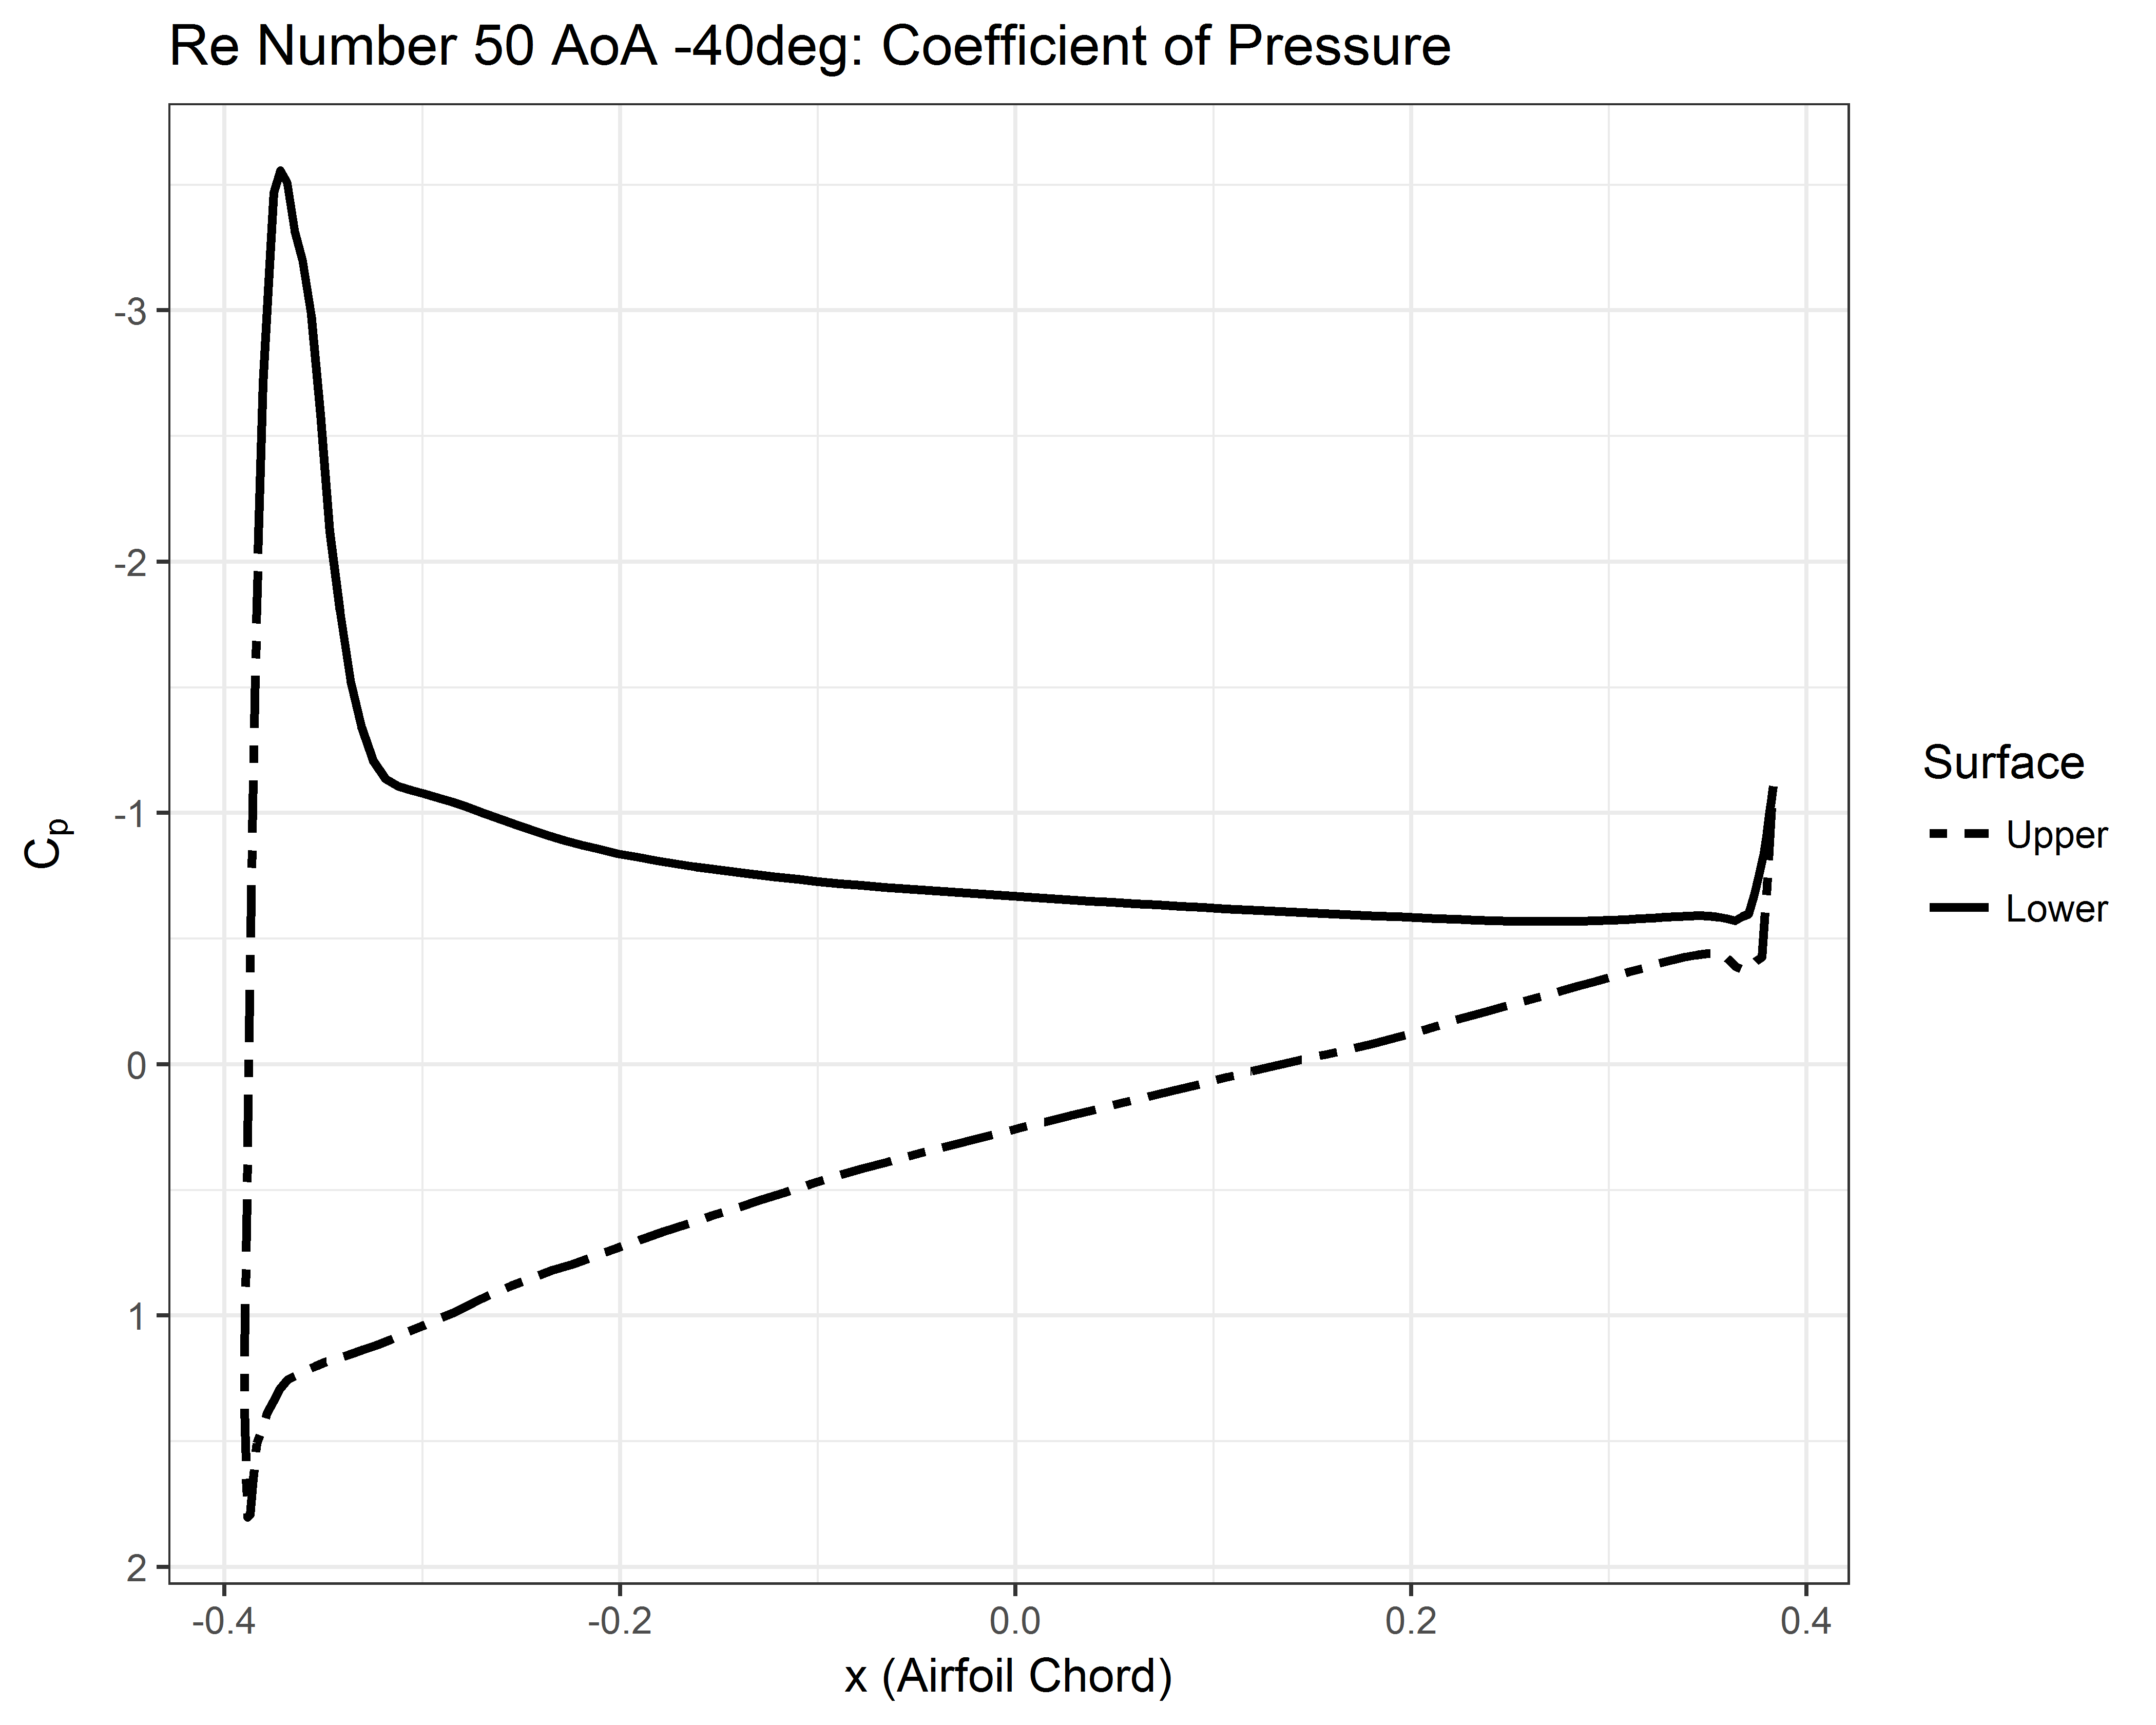 Re Number 50 AoA -40deg: Coefficient of Pressure
-3
-2
-1
0
1
2
Cp
-0.4
-0.2
0.0
0.2
0.4
x (Airfoil Chord)
Surface
Upper
Lower